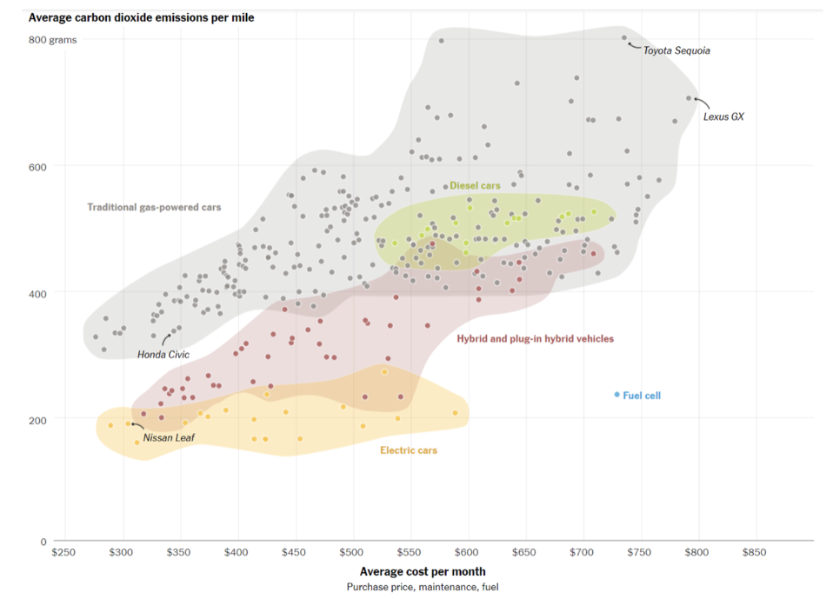 Average carbon dioxide emissions per mile
800 grams
Toyota Sequoia
Lexus GX
600
Diesel cars
Traditional gas-powered cars
400
Hybrid and plug-in hybrid vehicles
Honda Civic
Fuel cell
200
Nissan Leaf
Electric cars
0
$250 $300 $350 $400 $450 $500 $550 $600 $650 $700 $750 $800 $850
Average cost per month
Purchase price, maintenance, fuel